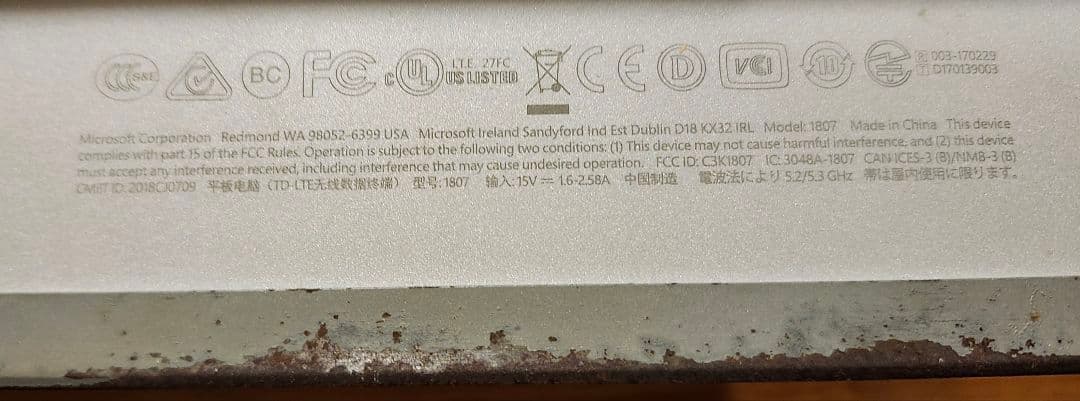 CCC S&E BC FC c UL US LISTED I.T.E. 27FC CE D VCI 10 R 003-170229
T D170139003
Microsoft Corporation Redmond WA 98052-6399 USA Microsoft Ireland Sandyford Ind Est Dublin D18 KX32 IRL Model: 1807 Made in China This device
complies with part 15 of the FCC Rules. Operation is subject to the following two conditions: (1) This device may not cause harmful interference, and (2) this device
must accept any interference received, including interference that may cause undesired operation. FCC ID: C3K1807 IC: 3048A-1807 CAN ICES-3 (B)/NMB-3 (B)
CMIIT ID: 2018CJ0709 平板电脑 (TD-LTE无线数据终端) 型号: 1807 输入: 15V⎓ 1.6-2.58A 中国制造 電波法により 5.2/5.3 GHz 帯は屋内使用に限ります。